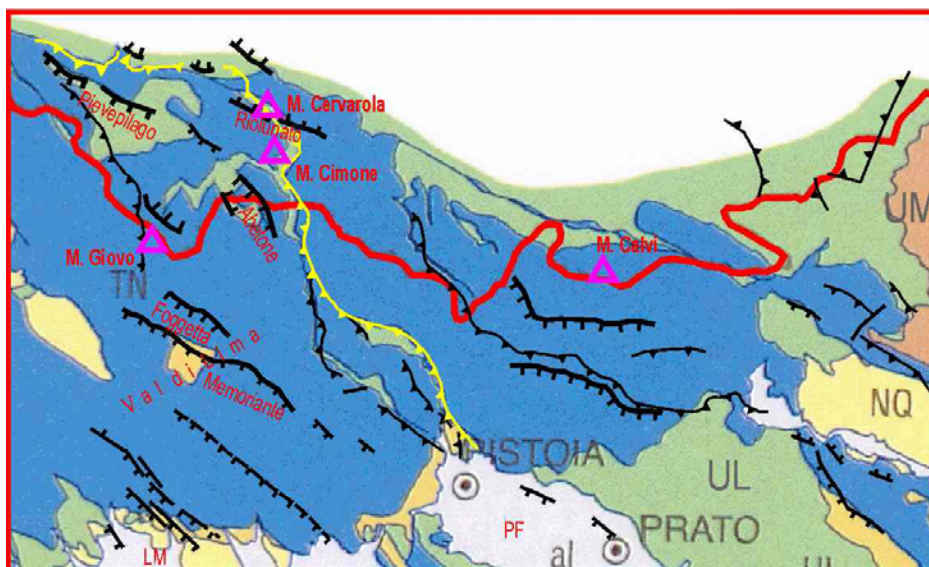 M. Cervarola
Pievepilago
Riolunato
M. Cimone
UM
Abetone
M. Calvi
M. Giovo
TN
Foggetta
Val di Lima
Memoriante
NQ
PISTOIA
UL
PF
PRATO
LM
al